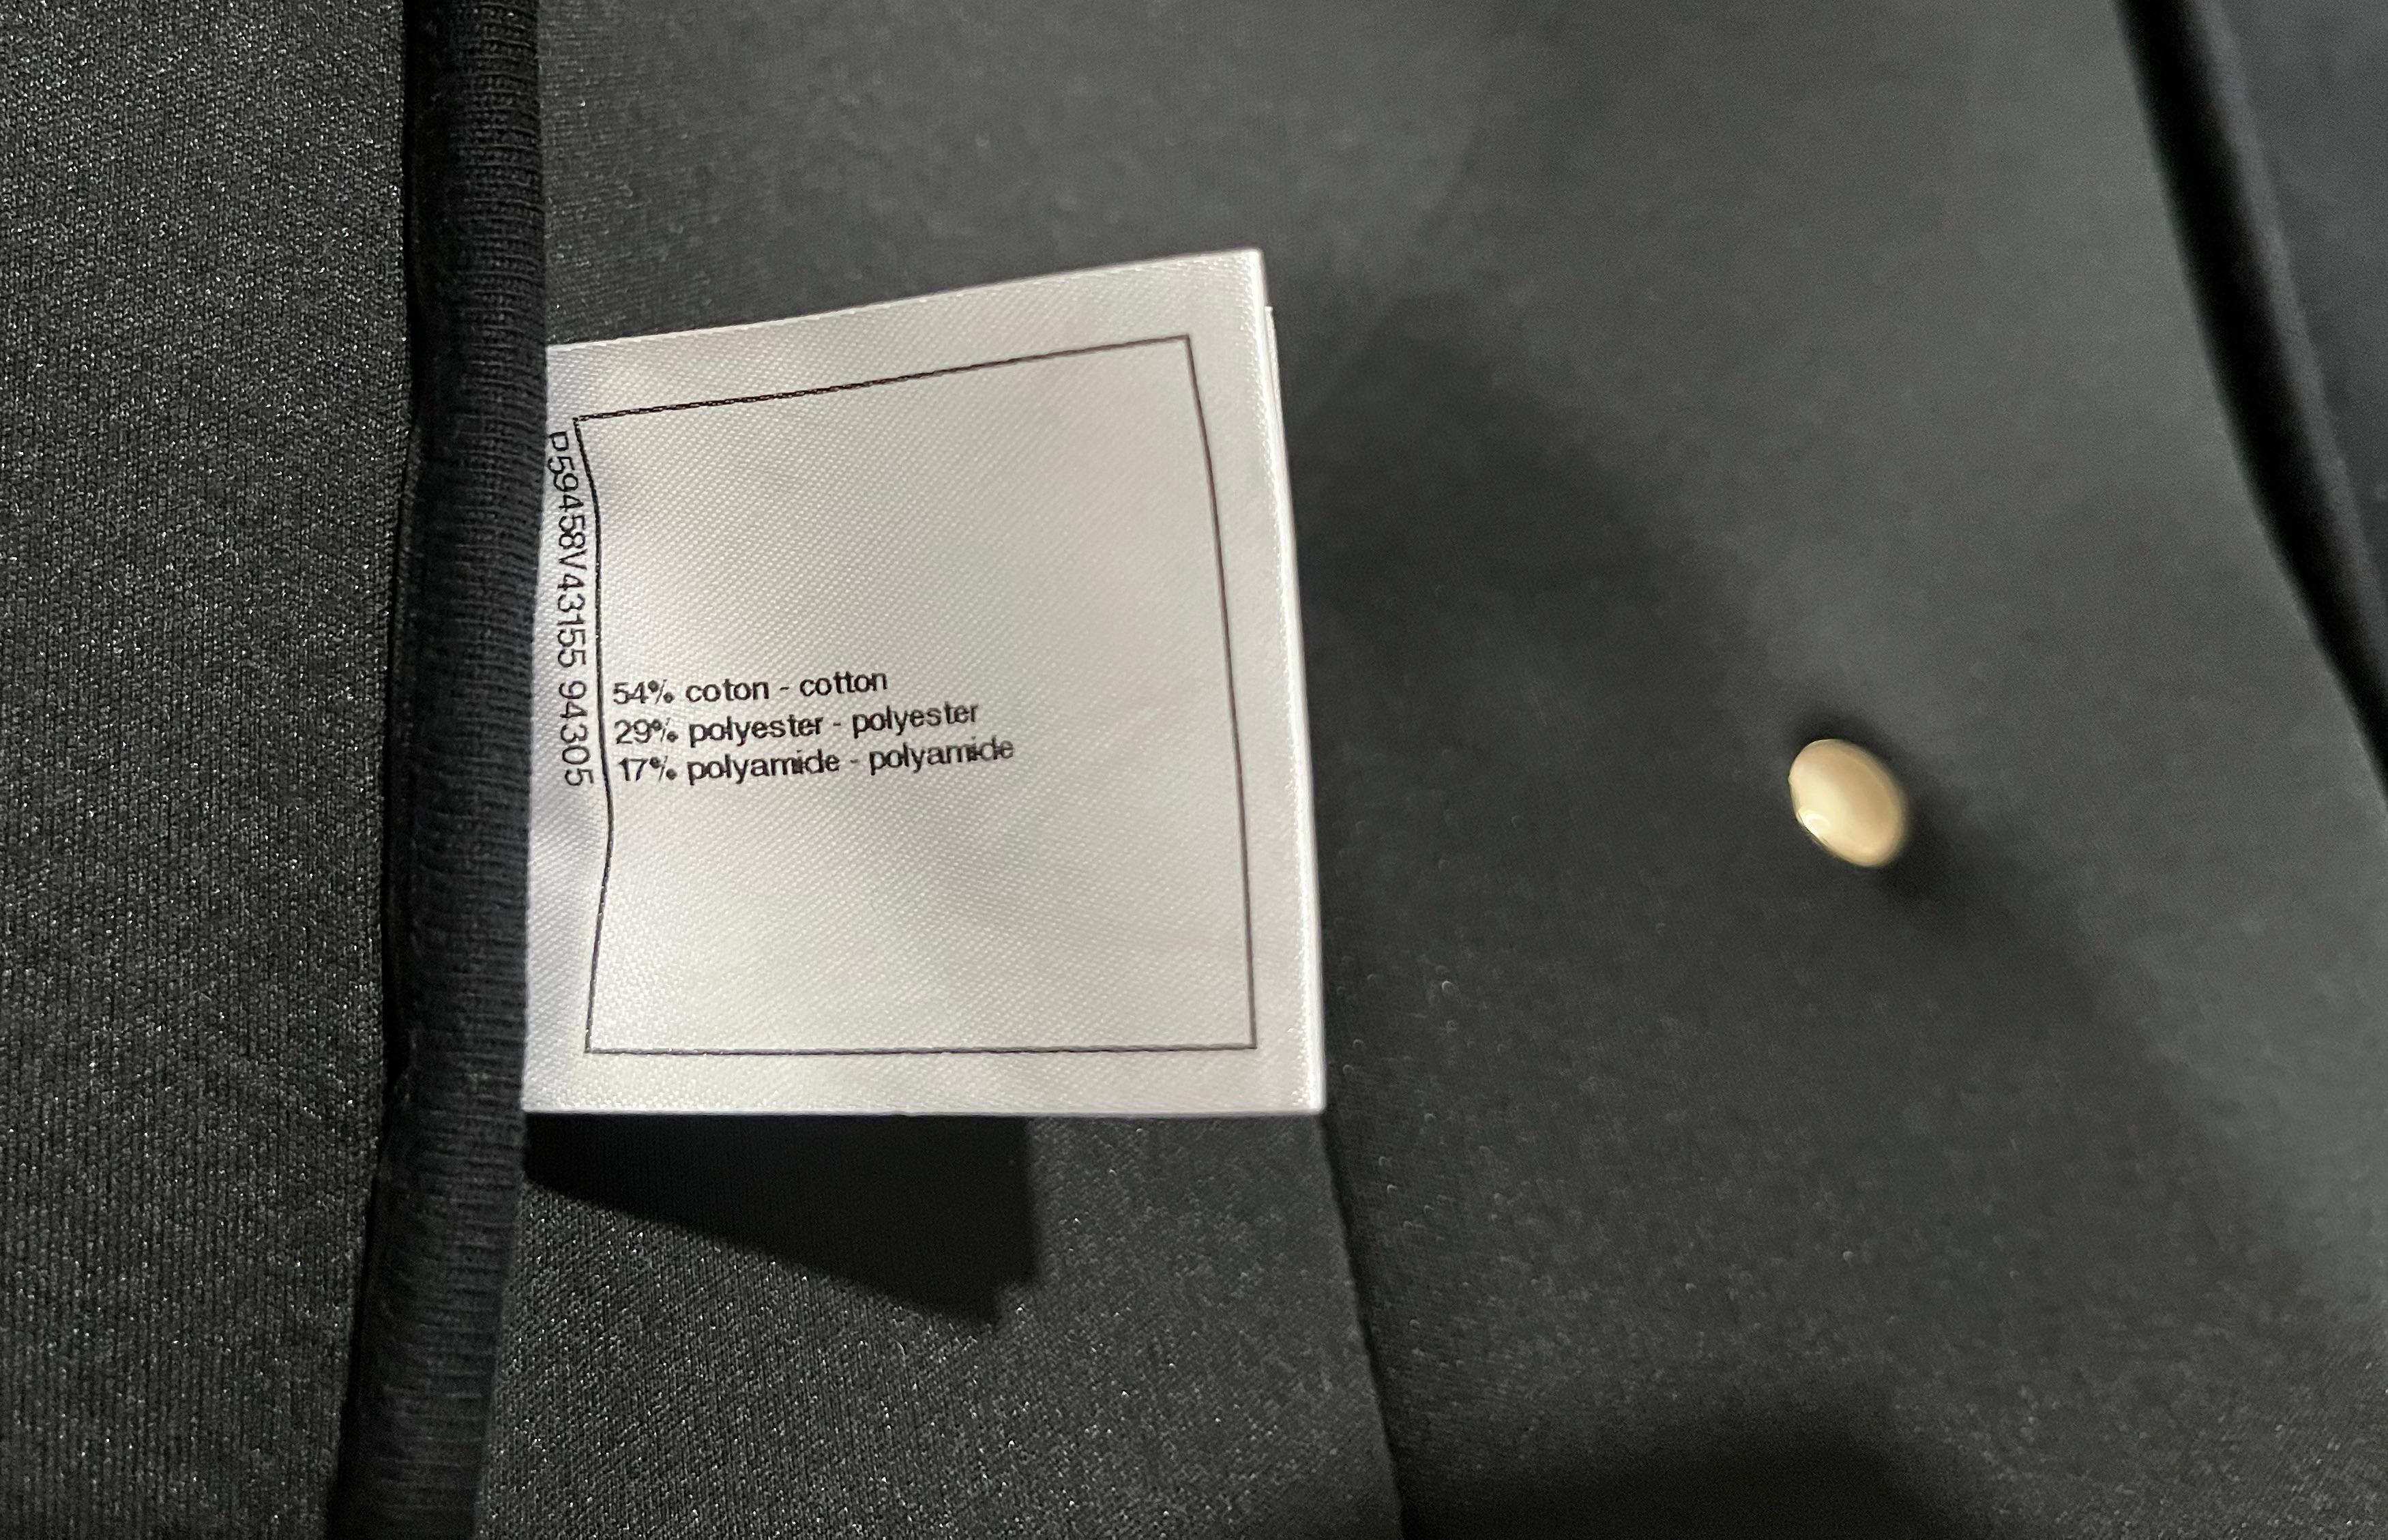 P59458V43155 94305
54% coton - cotton
29% polyester - polyester
17% polyamide - polyamide